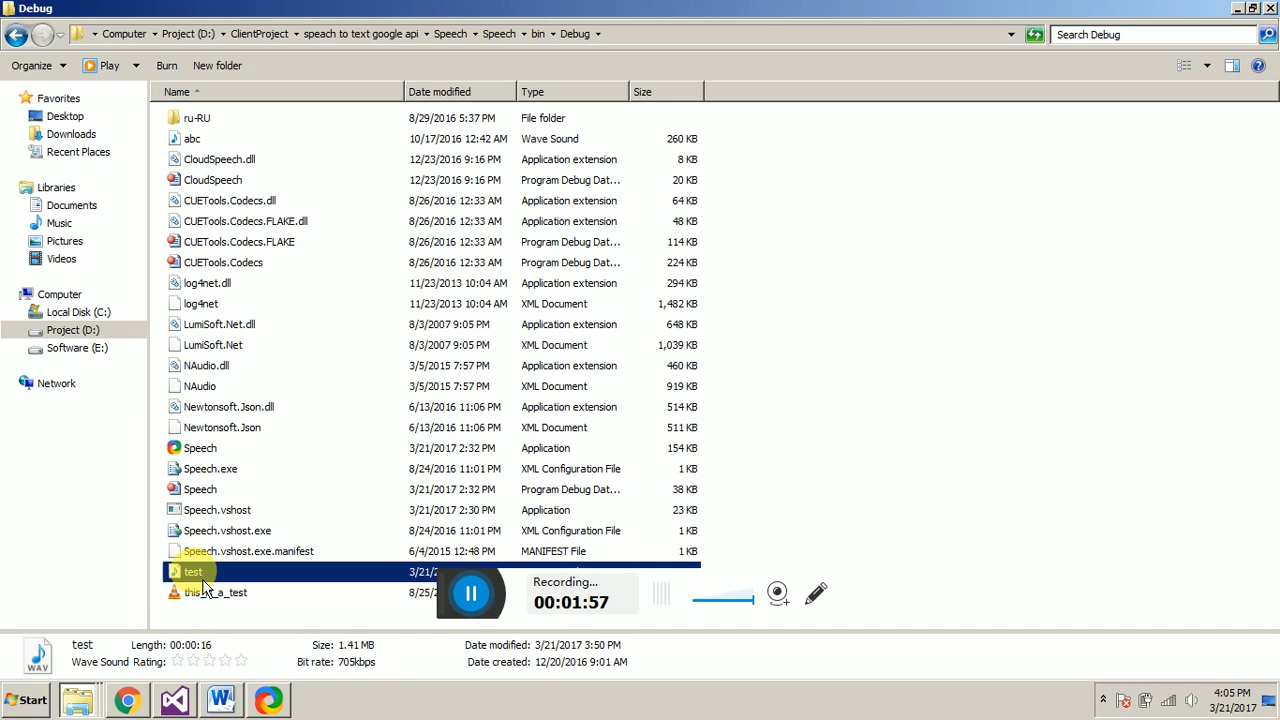 Debug
Computer Project (D:) ClientProject speach to text google api Speech Speech bin Debug Search Debug
Organize Play Burn New folder
Name Date modified Type Size
Favorites
Desktop
Downloads
Recent Places
Libraries
Documents
Music
Pictures
Videos
Computer
Local Disk (C:)
Project (D:)
Software (E:)
Network
ru-RU 8/29/2016 5:37 PM File folder
abc 10/17/2016 12:42 AM Wave Sound 260 KB
CloudSpeech.dll 12/23/2016 9:16 PM Application extension 8 KB
CloudSpeech 12/23/2016 9:16 PM Program Debug Dat... 20 KB
CUETools.Codecs.dll 8/26/2016 12:33 AM Application extension 64 KB
CUETools.Codecs.FLAKE.dll 8/26/2016 12:33 AM Application extension 48 KB
CUETools.Codecs.FLAKE 8/26/2016 12:33 AM Program Debug Dat... 114 KB
CUETools.Codecs 8/26/2016 12:33 AM Program Debug Dat... 224 KB
log4net.dll 11/23/2013 10:04 AM Application extension 294 KB
log4net 11/23/2013 10:04 AM XML Document 1,482 KB
LumiSoft.Net.dll 8/3/2007 9:05 PM Application extension 648 KB
LumiSoft.Net 8/3/2007 9:05 PM XML Document 1,039 KB
NAudio.dll 3/5/2015 7:57 PM Application extension 460 KB
NAudio 3/5/2015 7:57 PM XML Document 919 KB
Newtonsoft.Json.dll 6/13/2016 11:06 PM Application extension 514 KB
Newtonsoft.Json 6/13/2016 11:06 PM XML Document 511 KB
Speech 3/21/2017 2:32 PM Application 154 KB
Speech.exe 8/24/2016 11:01 PM XML Configuration File 1 KB
Speech 3/21/2017 2:32 PM Program Debug Dat... 38 KB
Speech.vshost 3/21/2017 2:30 PM Application 23 KB
Speech.vshost.exe 8/24/2016 11:01 PM XML Configuration File 1 KB
Speech.vshost.exe.manifest 6/4/2015 12:48 PM MANIFEST File 1 KB
test 3/21/2
this_is_a_test 8/25/
Recording...
00:01:57
test Length: 00:00:16 Size: 1.41 MB Date modified: 3/21/2017 3:50 PM
Wave Sound Rating: Bit rate: 705kbps Date created: 12/20/2016 9:01 AM
WAV
Start
4:05 PM
3/21/2017